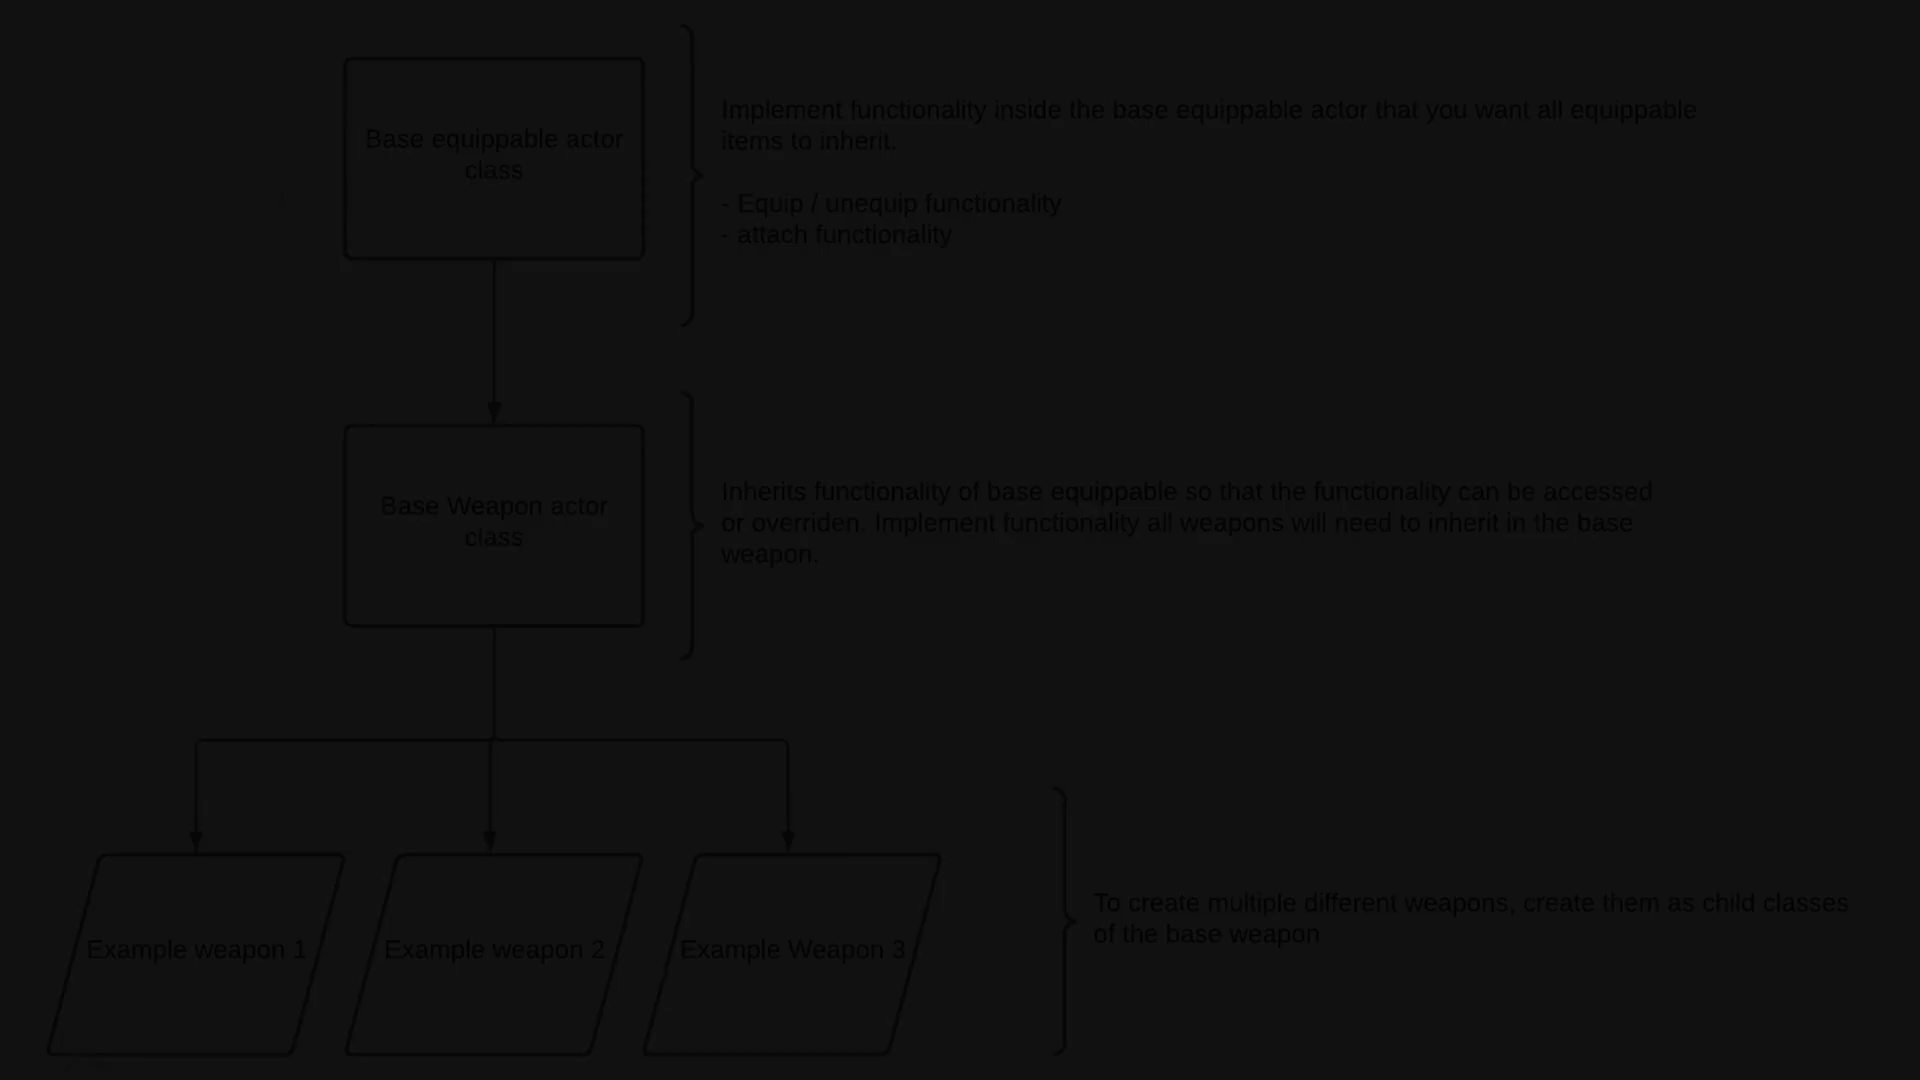 Base equippable actor
class
Implement functionality inside the base equippable actor that you want all equippable
items to inherit.
- Equip / unequip functionality
- attach functionality
Base Weapon actor
class
Inherits functionality of base equippable so that the functionality can be accessed
or overriden. Implement functionality all weapons will need to inherit in the base
weapon.
Example weapon 1
Example weapon 2
Example Weapon 3
To create multiple different weapons, create them as child classes
of the base weapon